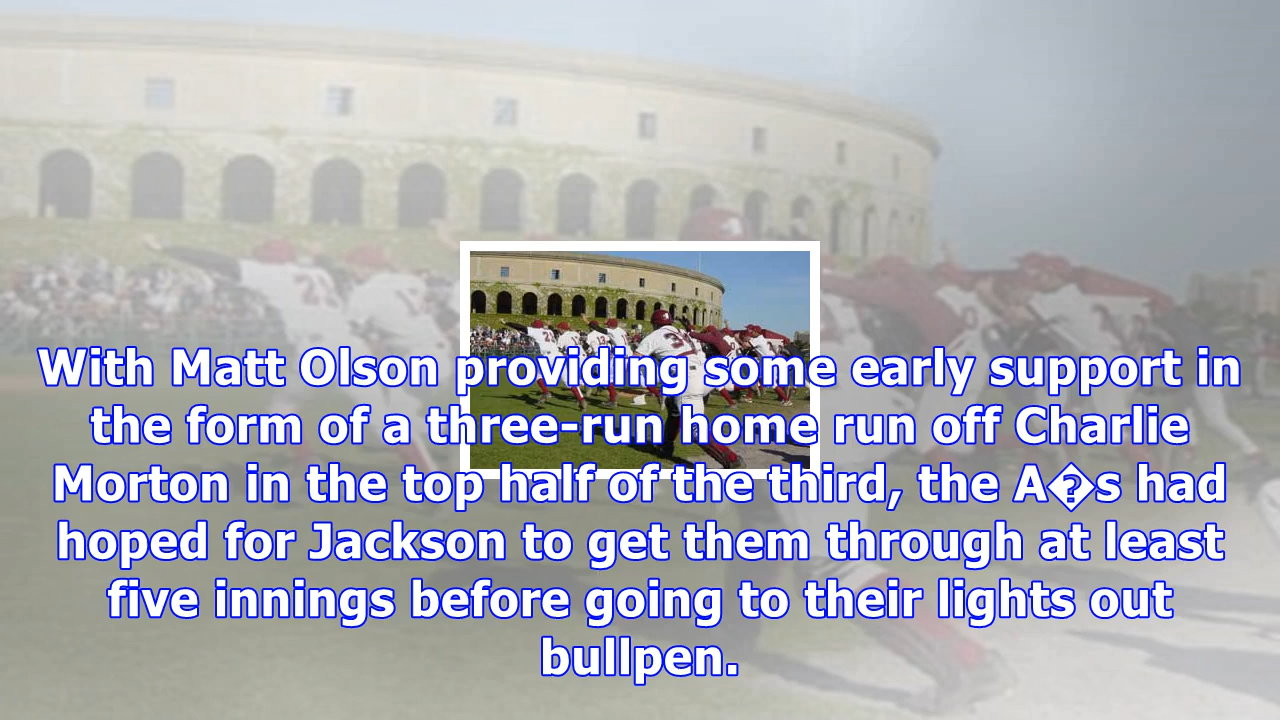 With Matt Olson providing some early support in
the form of a three-run home run off Charlie
Morton in the top half of the third, the A�s had
hoped for Jackson to get them through at least
five innings before going to their lights out
bullpen.